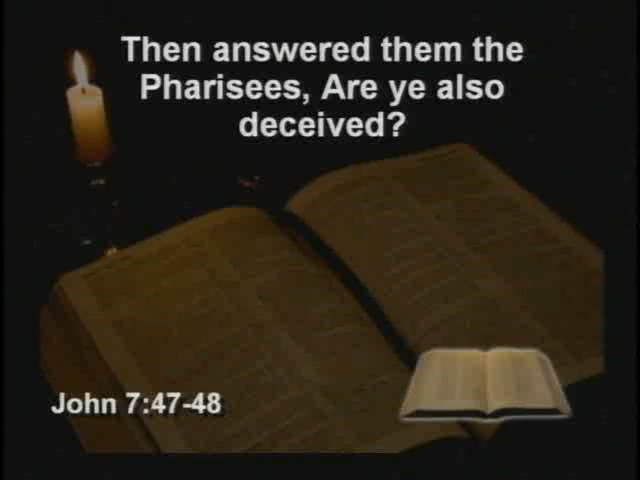 Then answered them the
Pharisees, Are ye also
deceived?
John 7:47-48